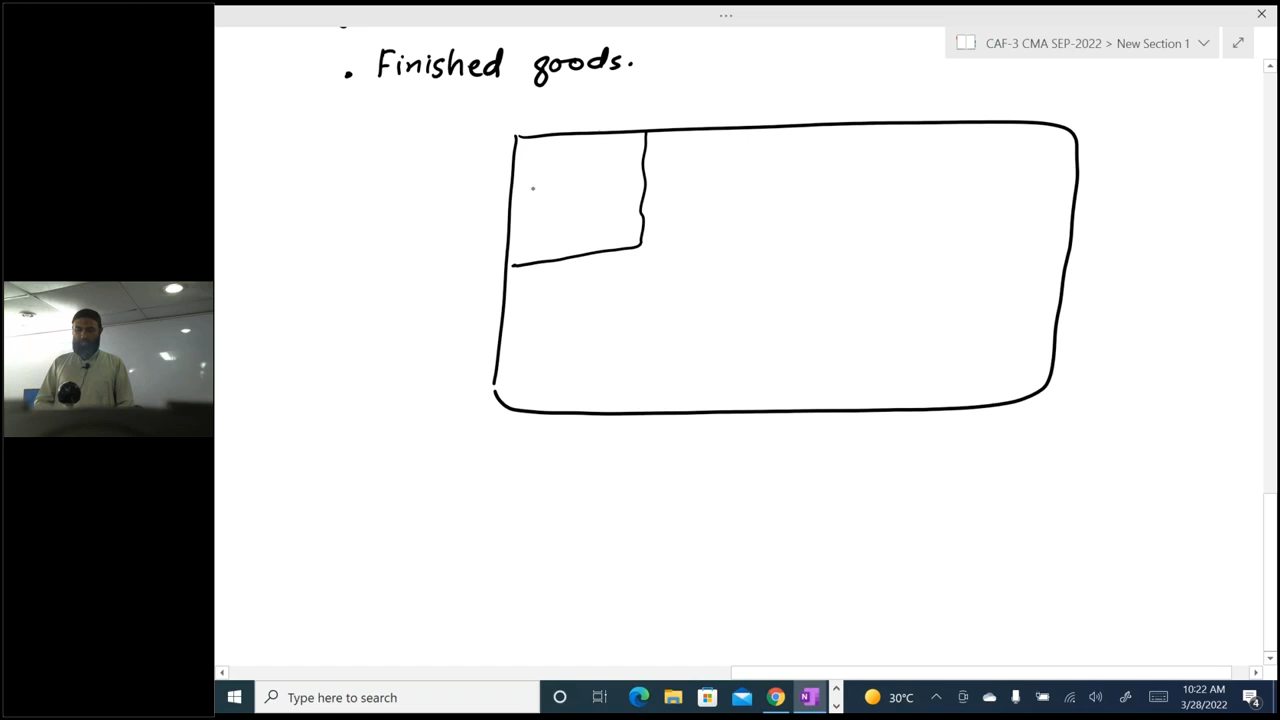 CAF-3 CMA SEP-2022 > New Section 1
. Finished goods.
Type here to search
30°C
10:22 AM
3/28/2022
4